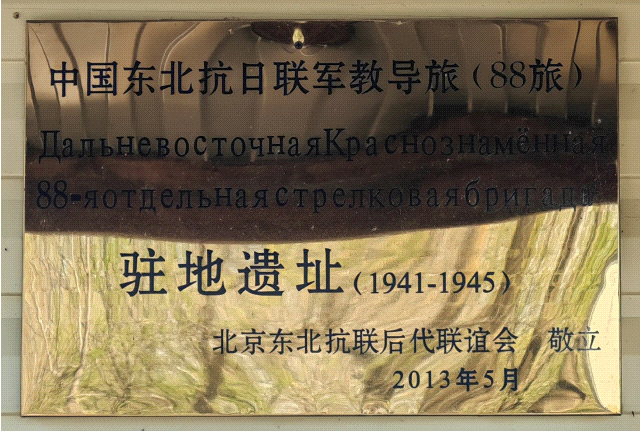 中国东北抗日联军教导旅（88旅）
ДальневосточнаяКраснознамённая
88-яотдельнаястрелковаябригада
驻地遗址(1941-1945)
北京东北抗联后代联谊会 敬立
2013年5月